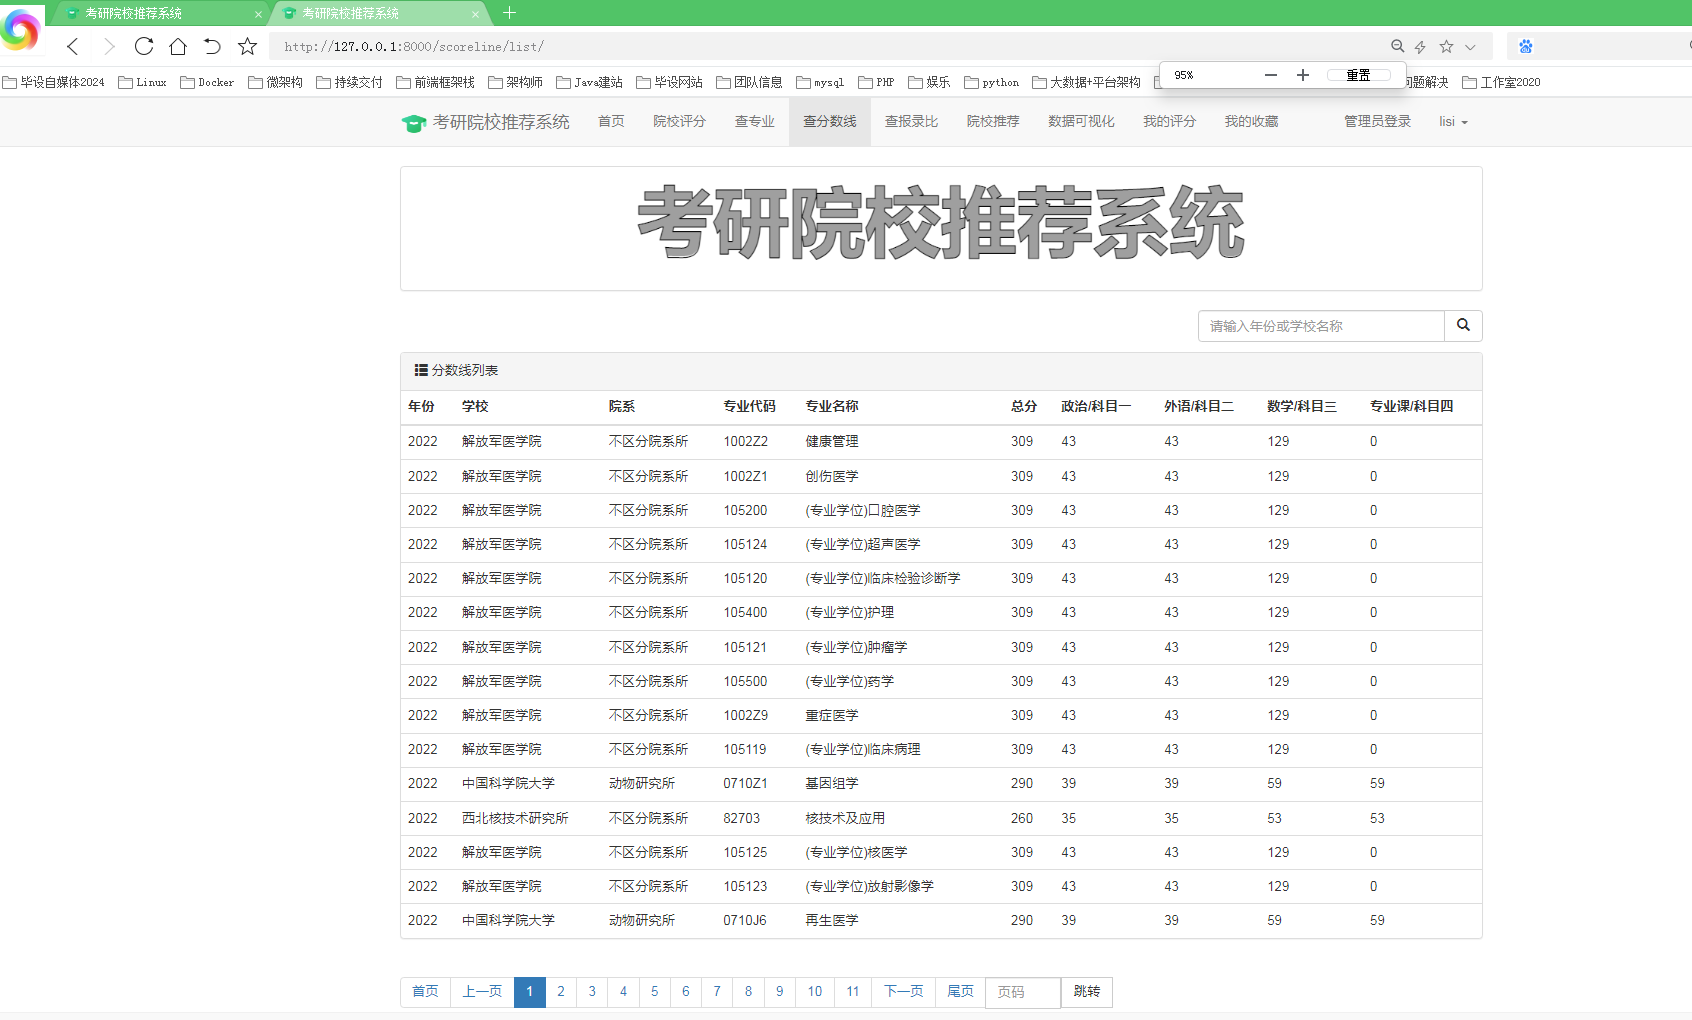 考研院校推荐系统 × 考研院校推荐系统 ×
http://127.0.0.1:8000/scoreline/list/
毕设自媒体2024 Linux Docker 微架构 持续交付 前端框架栈 架构师 Java建站 毕设网站 团队信息 mysql PHP 娱乐 python 大数据+平台架构 问题解决 工作室2020
95% 重置
考研院校推荐系统 首页 院校评分 查专业 查分数线 查报录比 院校推荐 数据可视化 我的评分 我的收藏 管理员登录 lisi
考研院校推荐系统
请输入年份或学校名称
分数线列表
年份 学校 院系 专业代码 专业名称 总分 政治/科目一 外语/科目二 数学/科目三 专业课/科目四
2022 解放军医学院 不区分院系所 1002Z2 健康管理 309 43 43 129 0
2022 解放军医学院 不区分院系所 1002Z1 创伤医学 309 43 43 129 0
2022 解放军医学院 不区分院系所 105200 (专业学位)口腔医学 309 43 43 129 0
2022 解放军医学院 不区分院系所 105124 (专业学位)超声医学 309 43 43 129 0
2022 解放军医学院 不区分院系所 105120 (专业学位)临床检验诊断学 309 43 43 129 0
2022 解放军医学院 不区分院系所 105400 (专业学位)护理 309 43 43 129 0
2022 解放军医学院 不区分院系所 105121 (专业学位)肿瘤学 309 43 43 129 0
2022 解放军医学院 不区分院系所 105500 (专业学位)药学 309 43 43 129 0
2022 解放军医学院 不区分院系所 1002Z9 重症医学 309 43 43 129 0
2022 解放军医学院 不区分院系所 105119 (专业学位)临床病理 309 43 43 129 0
2022 中国科学院大学 动物研究所 0710Z1 基因组学 290 39 39 59 59
2022 西北核技术研究所 不区分院系所 82703 核技术及应用 260 35 35 53 53
2022 解放军医学院 不区分院系所 105125 (专业学位)核医学 309 43 43 129 0
2022 解放军医学院 不区分院系所 105123 (专业学位)放射影像学 309 43 43 129 0
2022 中国科学院大学 动物研究所 0710J6 再生医学 290 39 39 59 59
首页 上一页 1 2 3 4 5 6 7 8 9 10 11 下一页 尾页 页码 跳转